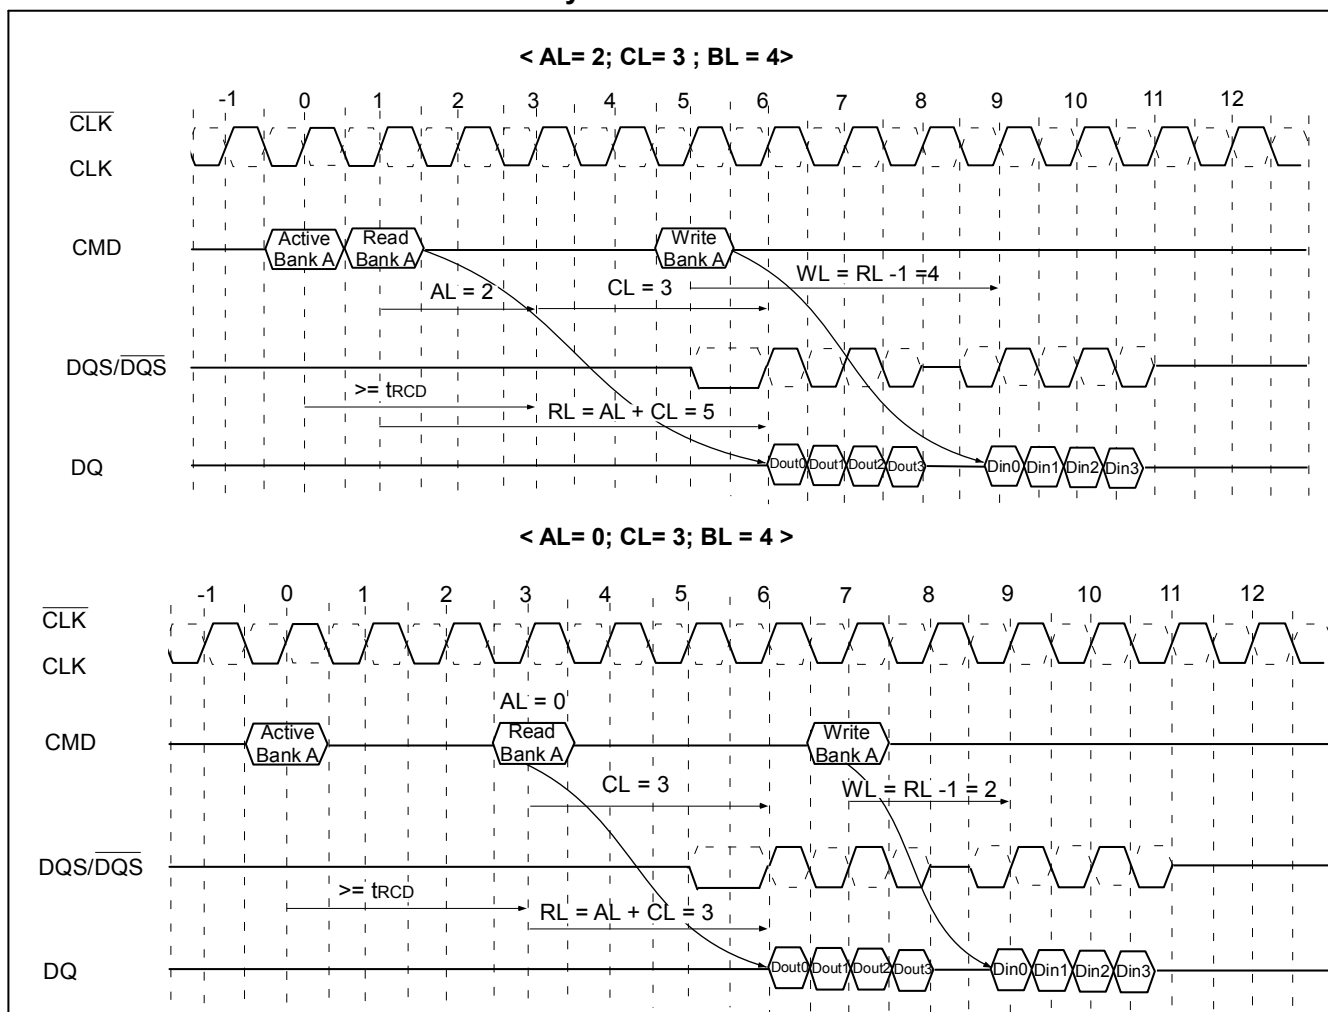 < AL= 2; CL= 3 ; BL = 4>
-1 0 1 2 3 4 5 6 7 8 9 10 11 12
CLK
CLK
CMD
Active Bank A
Read Bank A
Write Bank A
WL = RL -1 =4
AL = 2
CL = 3
DQS/DQS
>= tRCD
RL = AL + CL = 5
DQ
Dout0 Dout1 Dout2 Dout3 Din0 Din1 Din2 Din3
< AL= 0; CL= 3; BL = 4 >
-1 0 1 2 3 4 5 6 7 8 9 10 11 12
CLK
CLK
AL = 0
CMD
Active Bank A
Read Bank A
Write Bank A
CL = 3
WL = RL -1 = 2
DQS/DQS
>= tRCD
RL = AL + CL = 3
DQ
Dout0 Dout1 Dout2 Dout3 Din0 Din1 Din2 Din3